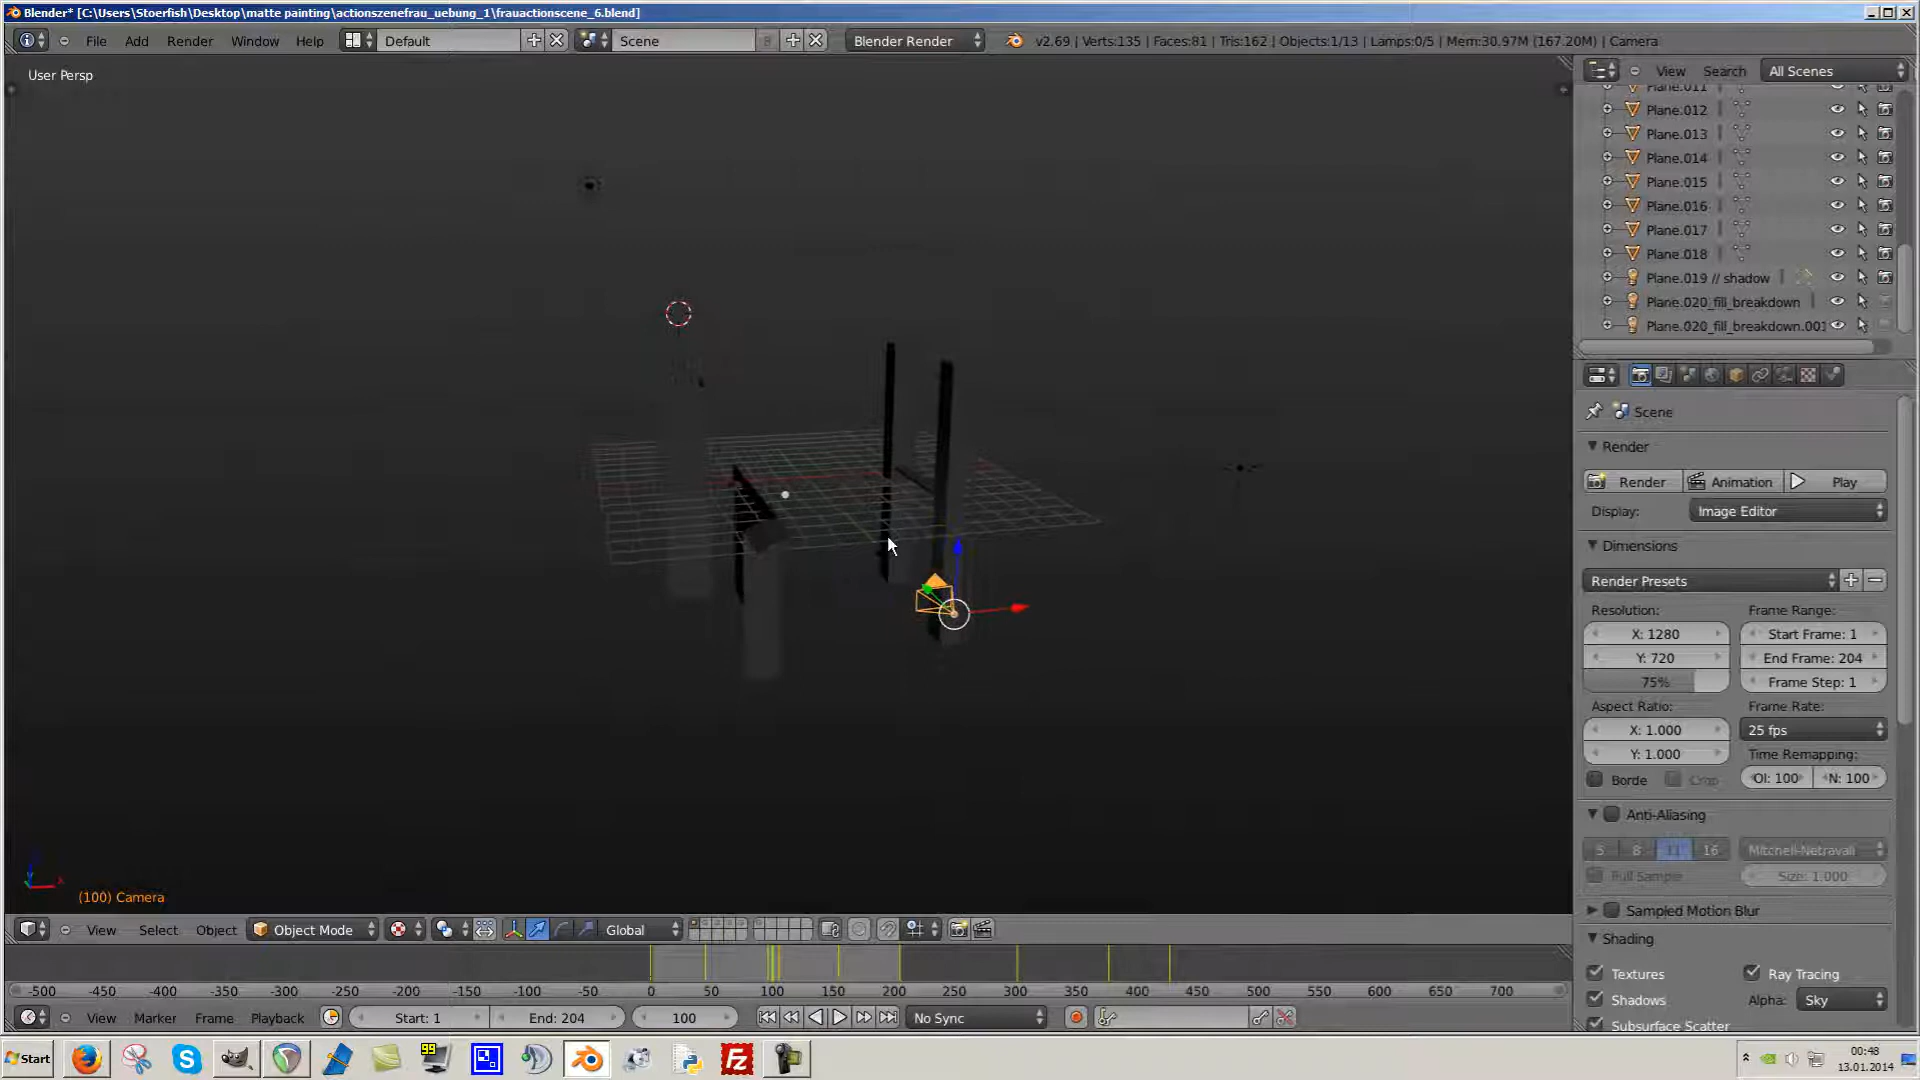 Blender* [C:\Users\Stoerfish\Desktop\matte painting\actionszenefrau_uebung_1\frauactionscene_6.blend]
File Add Render Window Help Default Scene 8 Blender Render v2.69 | Verts:135 | Faces:81 | Tris:162 | Objects:1/13 | Lamps:0/5 | Mem:30.97M (167.20M) | Camera
User Persp
View Search All Scenes
Plane.011
Plane.012
Plane.013
Plane.014
Plane.015
Plane.016
Plane.017
Plane.018
Plane.019 // shadow
Plane.020_fill_breakdown
Plane.020_fill_breakdown.001
Scene
Render
Render Animation Play
Display: Image Editor
Dimensions
Render Presets
Resolution: Frame Range:
X: 1280 Start Frame: 1
Y: 720 End Frame: 204
75% Frame Step: 1
Aspect Ratio: Frame Rate:
X: 1.000 25 fps
Y: 1.000 Time Remapping:
Borde Crop Ol: 100 N: 100
Anti-Aliasing
5 8 11 16 Mitchell-Netravali
Full Sample Size: 1.000
Sampled Motion Blur
Shading
Textures Ray Tracing
Shadows Alpha: Sky
Subsurface Scatter
(100) Camera
View Select Object Object Mode Global
-500 -450 -400 -350 -300 -250 -200 -150 -100 -50 0 50 100 150 200 250 300 350 400 450 500 550 600 650 700
View Marker Frame Playback Start: 1 End: 204 100 No Sync
Start 99 FZ 00:48
13.01.2014